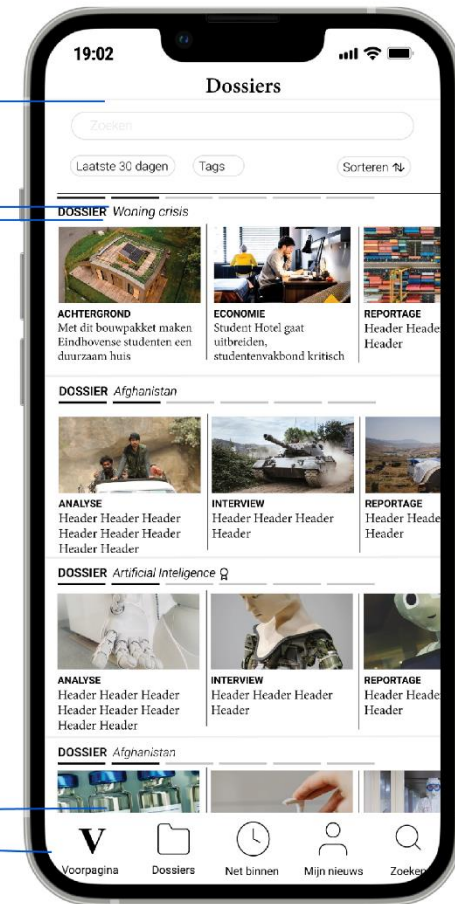 19:02
Dossiers
Zoeken
Laatste 30 dagen
Tags
Sorteren
DOSSIER Woning crisis
ACHTERGROND
Met dit bouwpakket maken
Eindhovense studenten een
duurzaam huis
ECONOMIE
Student Hotel gaat
uitbreiden,
studentenvakbond kritisch
REPORTAGE
Header Heade
Header
DOSSIER Afghanistan
ANALYSE
Header Header Header
Header Header Header
Header Header
INTERVIEW
Header Header Header
Header
REPORTAGE
Header Heade
Header
DOSSIER Artificial Inteligence
ANALYSE
Header Header Header
Header Header Header
Header Header
INTERVIEW
Header Header Header
Header
REPORTAGE
Header Heade
Header
DOSSIER Afghanistan
V
Voorpagina
Dossiers
Net binnen
Mijn nieuws
Zoeken